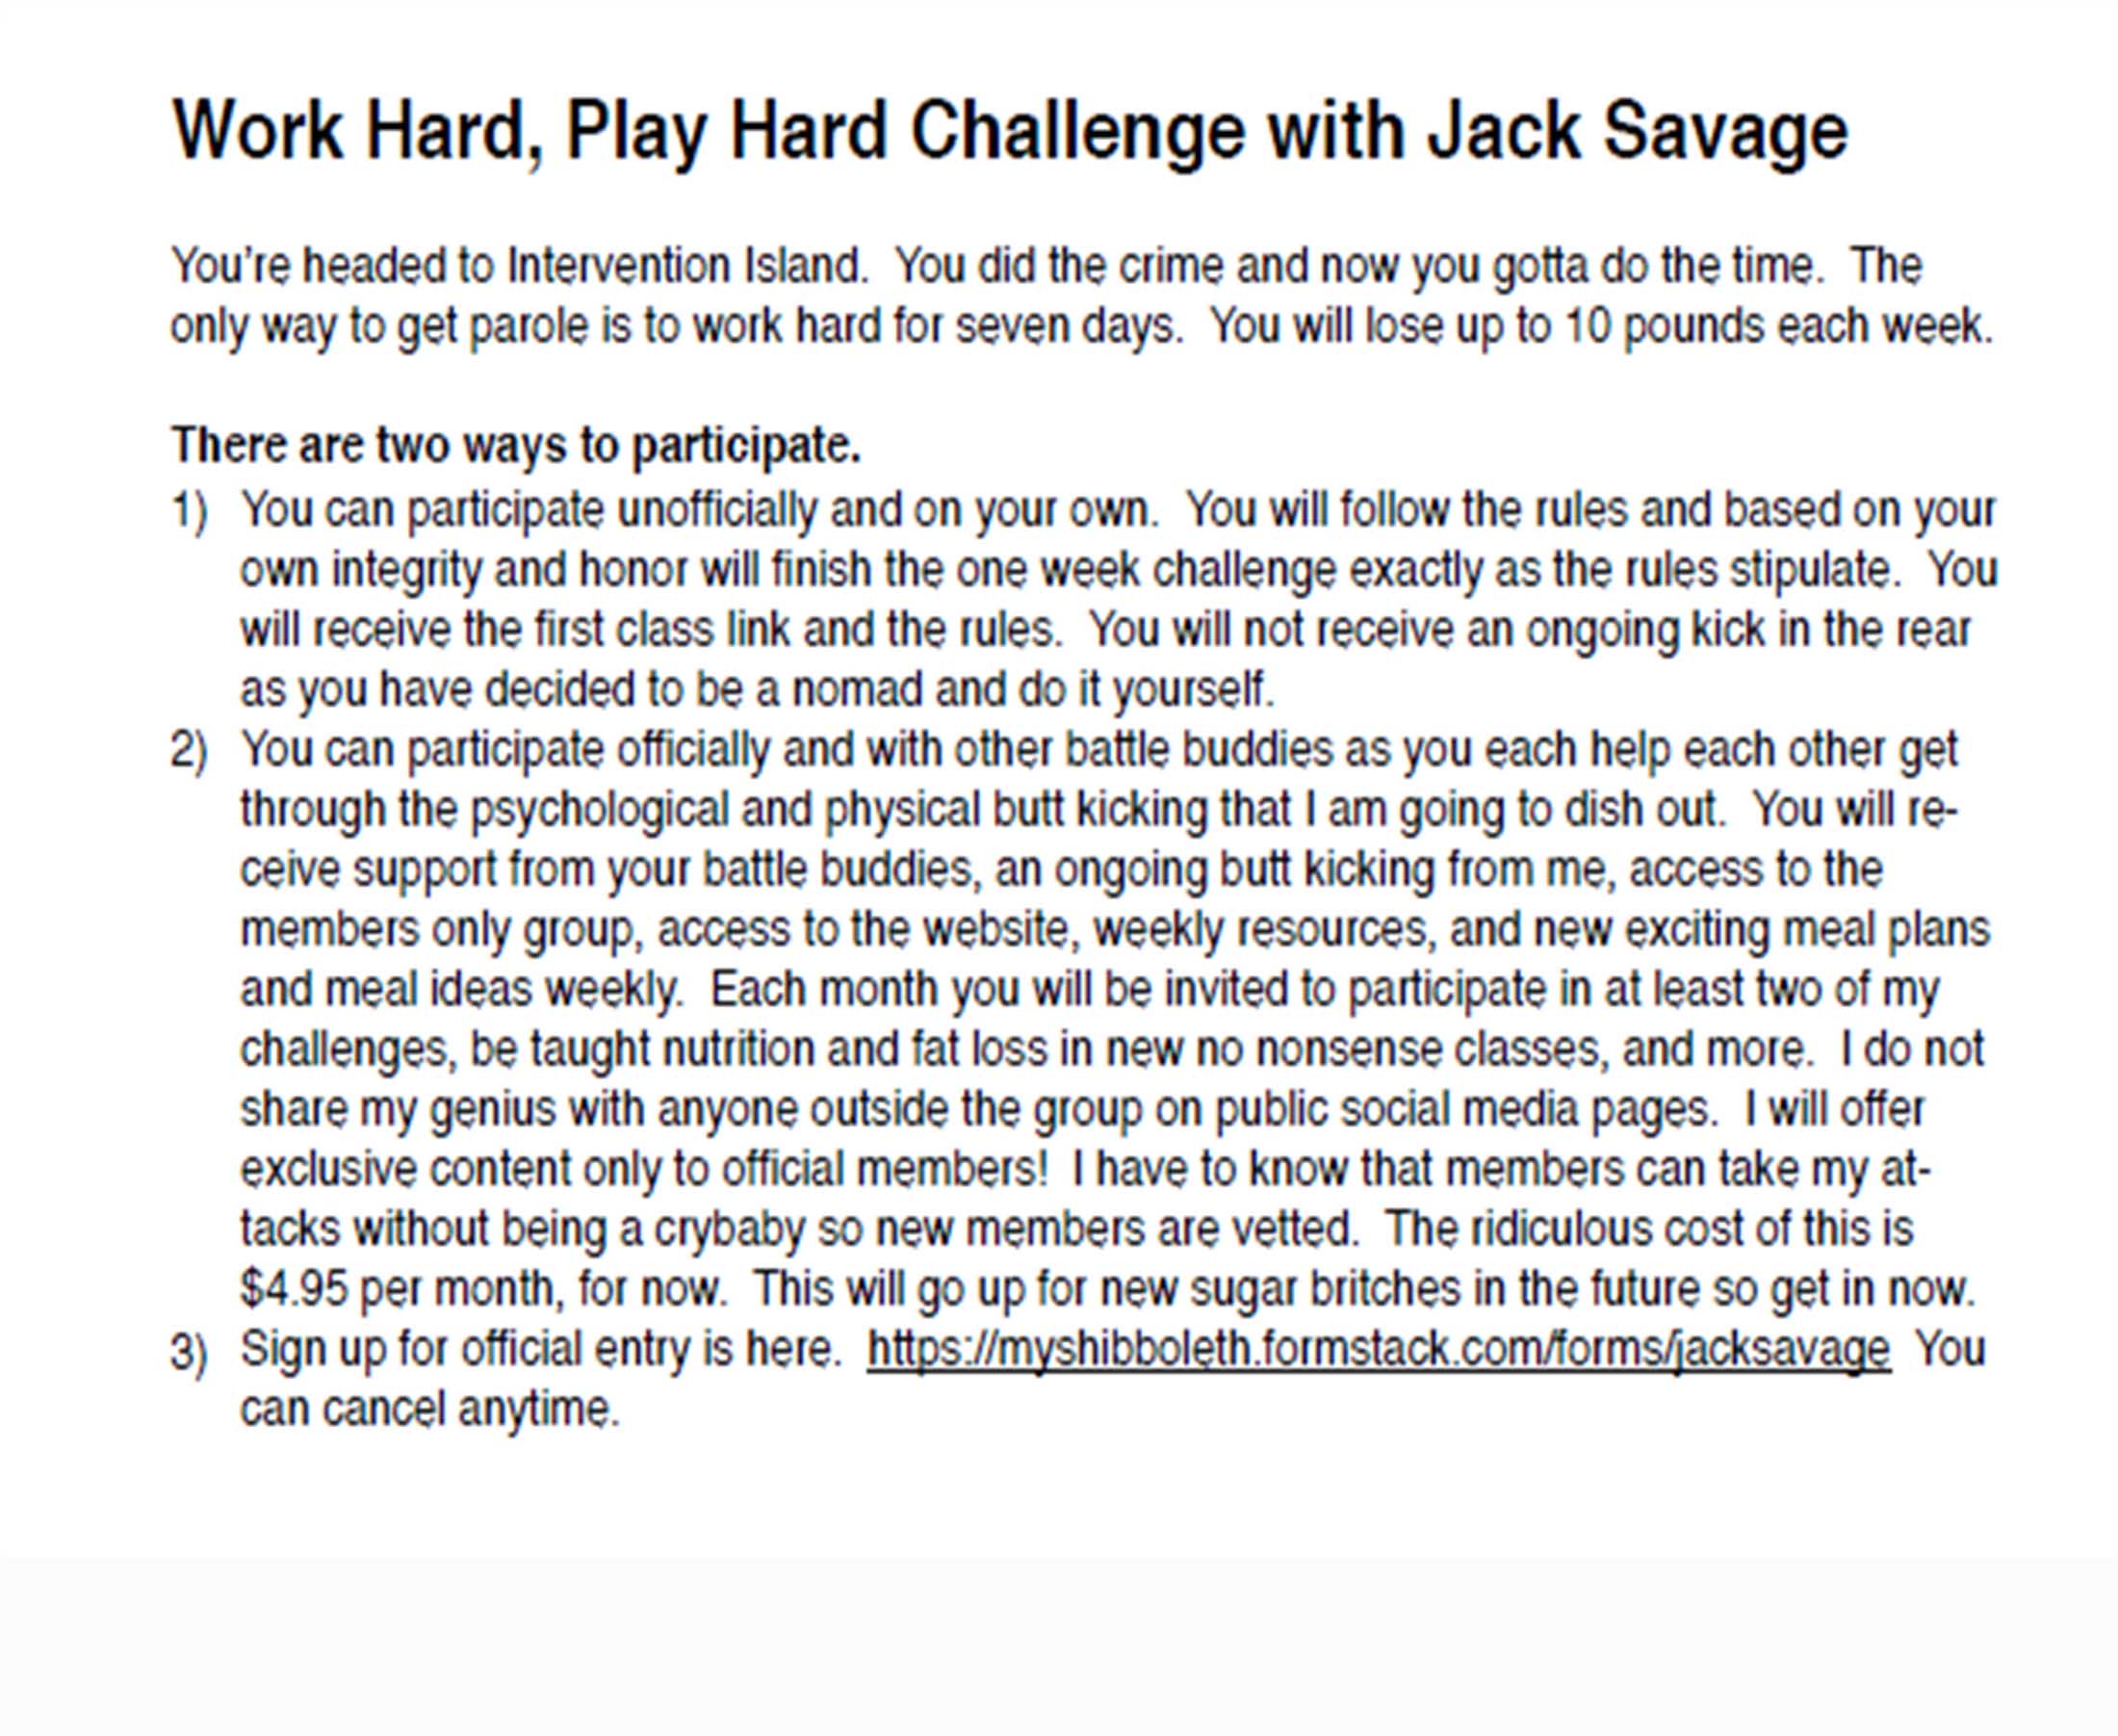 Work Hard, Play Hard Challenge with Jack Savage
You're headed to Intervention Island.  You did the crime and now you gotta do the time.  The
only way to get parole is to work hard for seven days.  You will lose up to 10 pounds each week.
There are two ways to participate.
1) You can participate unofficially and on your own.  You will follow the rules and based on your
own integrity and honor will finish the one week challenge exactly as the rules stipulate.  You
will receive the first class link and the rules.  You will not receive an ongoing kick in the rear
as you have decided to be a nomad and do it yourself.
2) You can participate officially and with other battle buddies as you each help each other get
through the psychological and physical butt kicking that I am going to dish out.  You will re-
ceive support from your battle buddies, an ongoing butt kicking from me, access to the
members only group, access to the website, weekly resources, and new exciting meal plans
and meal ideas weekly.  Each month you will be invited to participate in at least two of my
challenges, be taught nutrition and fat loss in new no nonsense classes, and more.  I do not
share my genius with anyone outside the group on public social media pages.  I will offer
exclusive content only to official members!  I have to know that members can take my at-
tacks without being a crybaby so new members are vetted.  The ridiculous cost of this is
$4.95 per month, for now.  This will go up for new sugar britches in the future so get in now.
3) Sign up for official entry is here.  https://myshibboleth.formstack.com/forms/jacksavage  You
can cancel anytime.